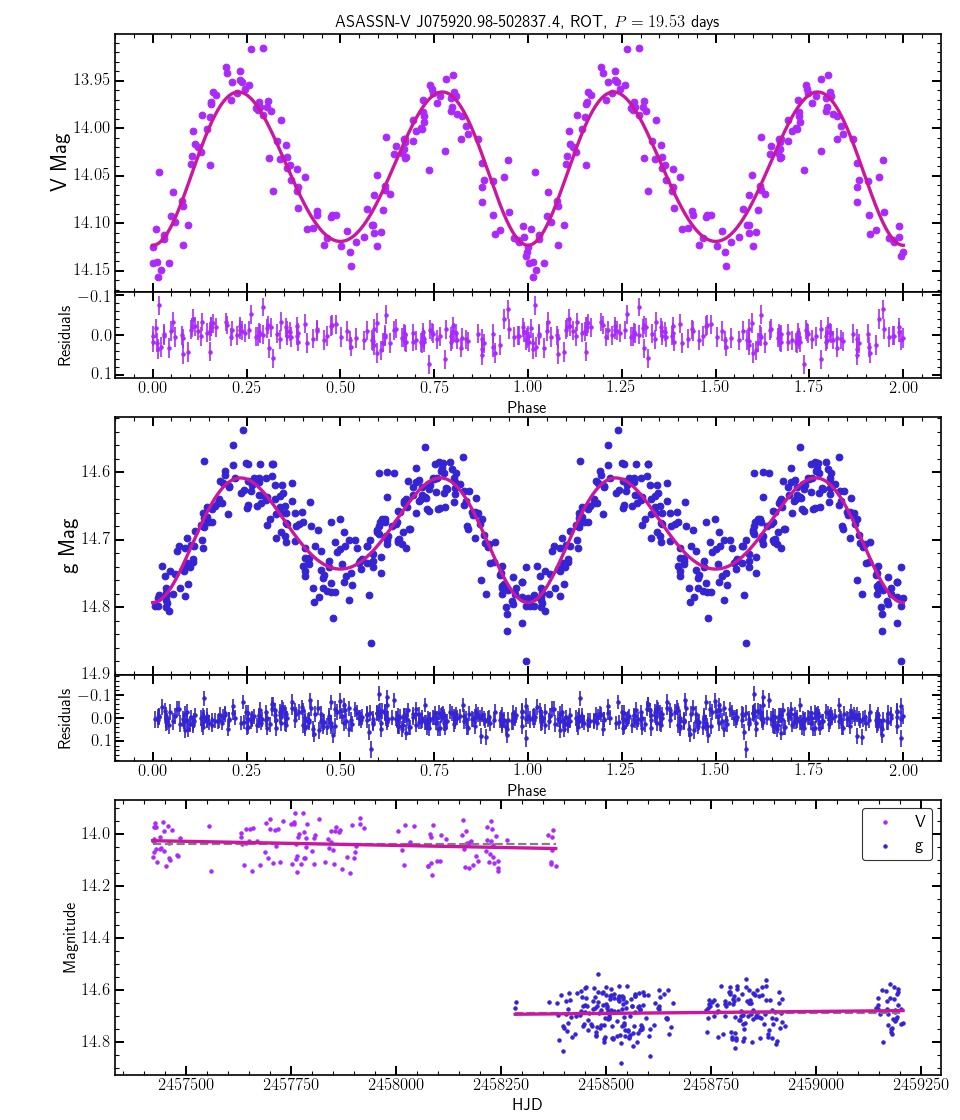 ASASSN-V J075920.98-502837.4, ROT, P = 19.53 days
V Mag
13.95
14.00
14.05
14.10
14.15
Residuals
−0.1
0.0
0.1
0.00 0.25 0.50 0.75 1.00 1.25 1.50 1.75 2.00
Phase
g Mag
14.6
14.7
14.8
14.9
Residuals
−0.1
0.0
0.1
0.00 0.25 0.50 0.75 1.00 1.25 1.50 1.75 2.00
Phase
Magnitude
14.0
14.2
14.4
14.6
14.8
V
g
2457500 2457750 2458000 2458250 2458500 2458750 2459000 2459250
HJD